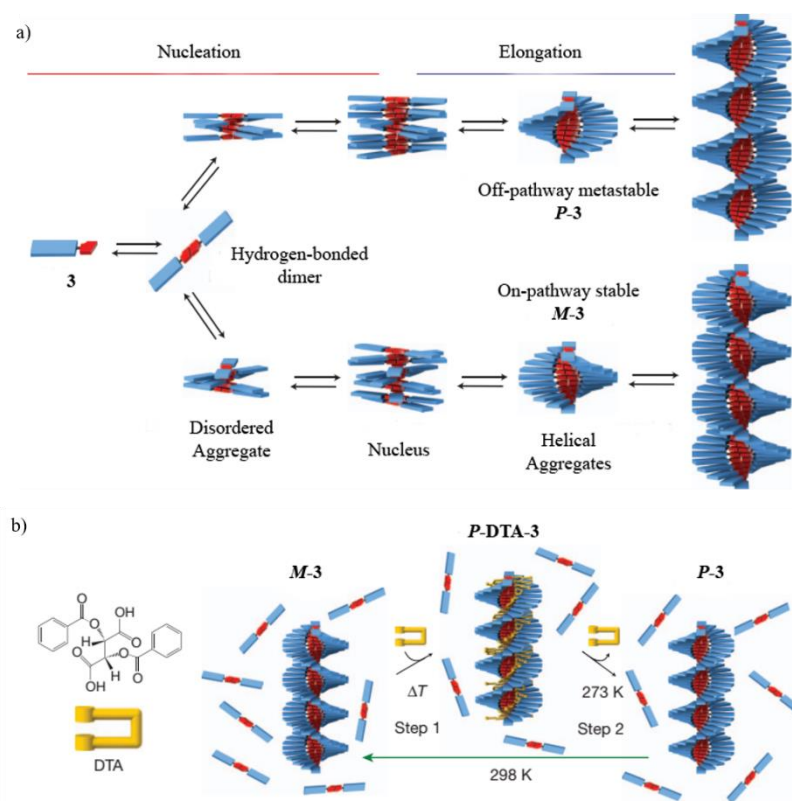 a)
Nucleation
Elongation
Off-pathway metastable
P-3
3
Hydrogen-bonded
dimer
On-pathway stable
M-3
Disordered
Aggregate
Nucleus
Helical
Aggregates
b)
P-DTA-3
M-3
P-3
O
OH
O
O
H
O
O
H
O
OH
O
DTA
ΔT
Step 1
273 K
Step 2
298 K